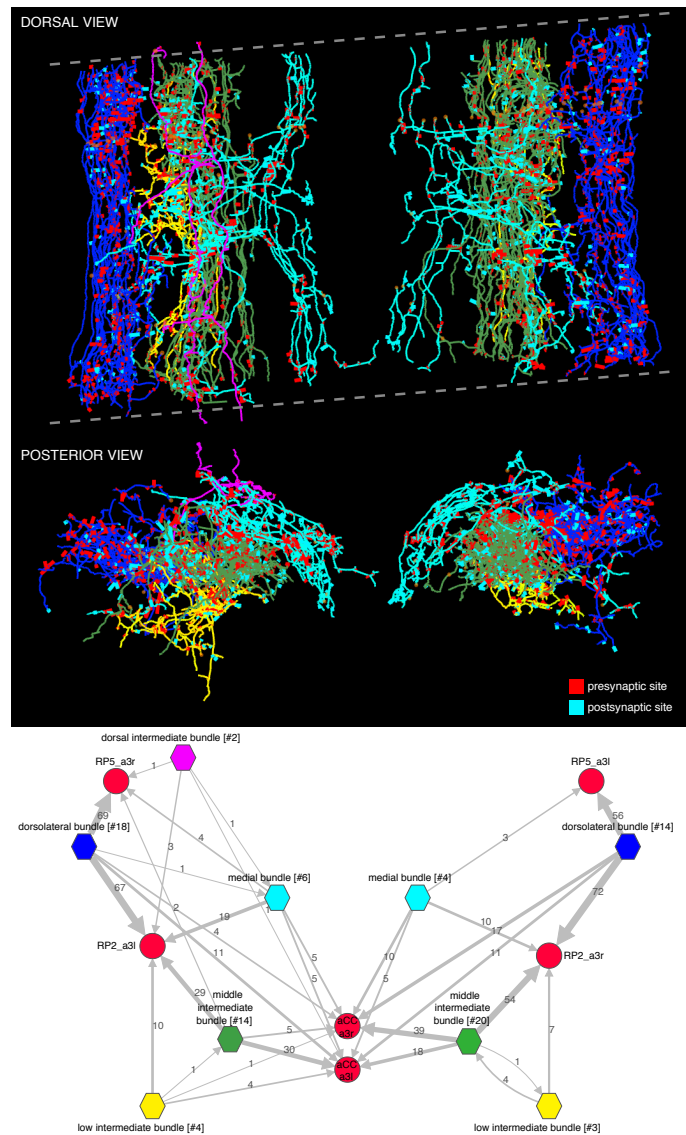 DORSAL VIEW
POSTERIOR VIEW
presynaptic site
postsynaptic site
dorsal intermediate bundle [#2]
RP5_a3r
RP5_a3l
1
69
56
dorsolateral bundle [#18]
dorsolateral bundle [#14]
1
4
3
3
1
medial bundle [#6]
medial bundle [#4]
67
72
2
19
1
10
4
17
RP2_a3l
11
5
10
11
RP2_a3r
5
5
29
54
middle
intermediate
bundle [#14]
middle
intermediate
bundle [#20]
10
aCC
a3r
7
5
39
30
18
1
1
aCC
a3l
4
4
low intermediate bundle [#4]
low intermediate bundle [#3]